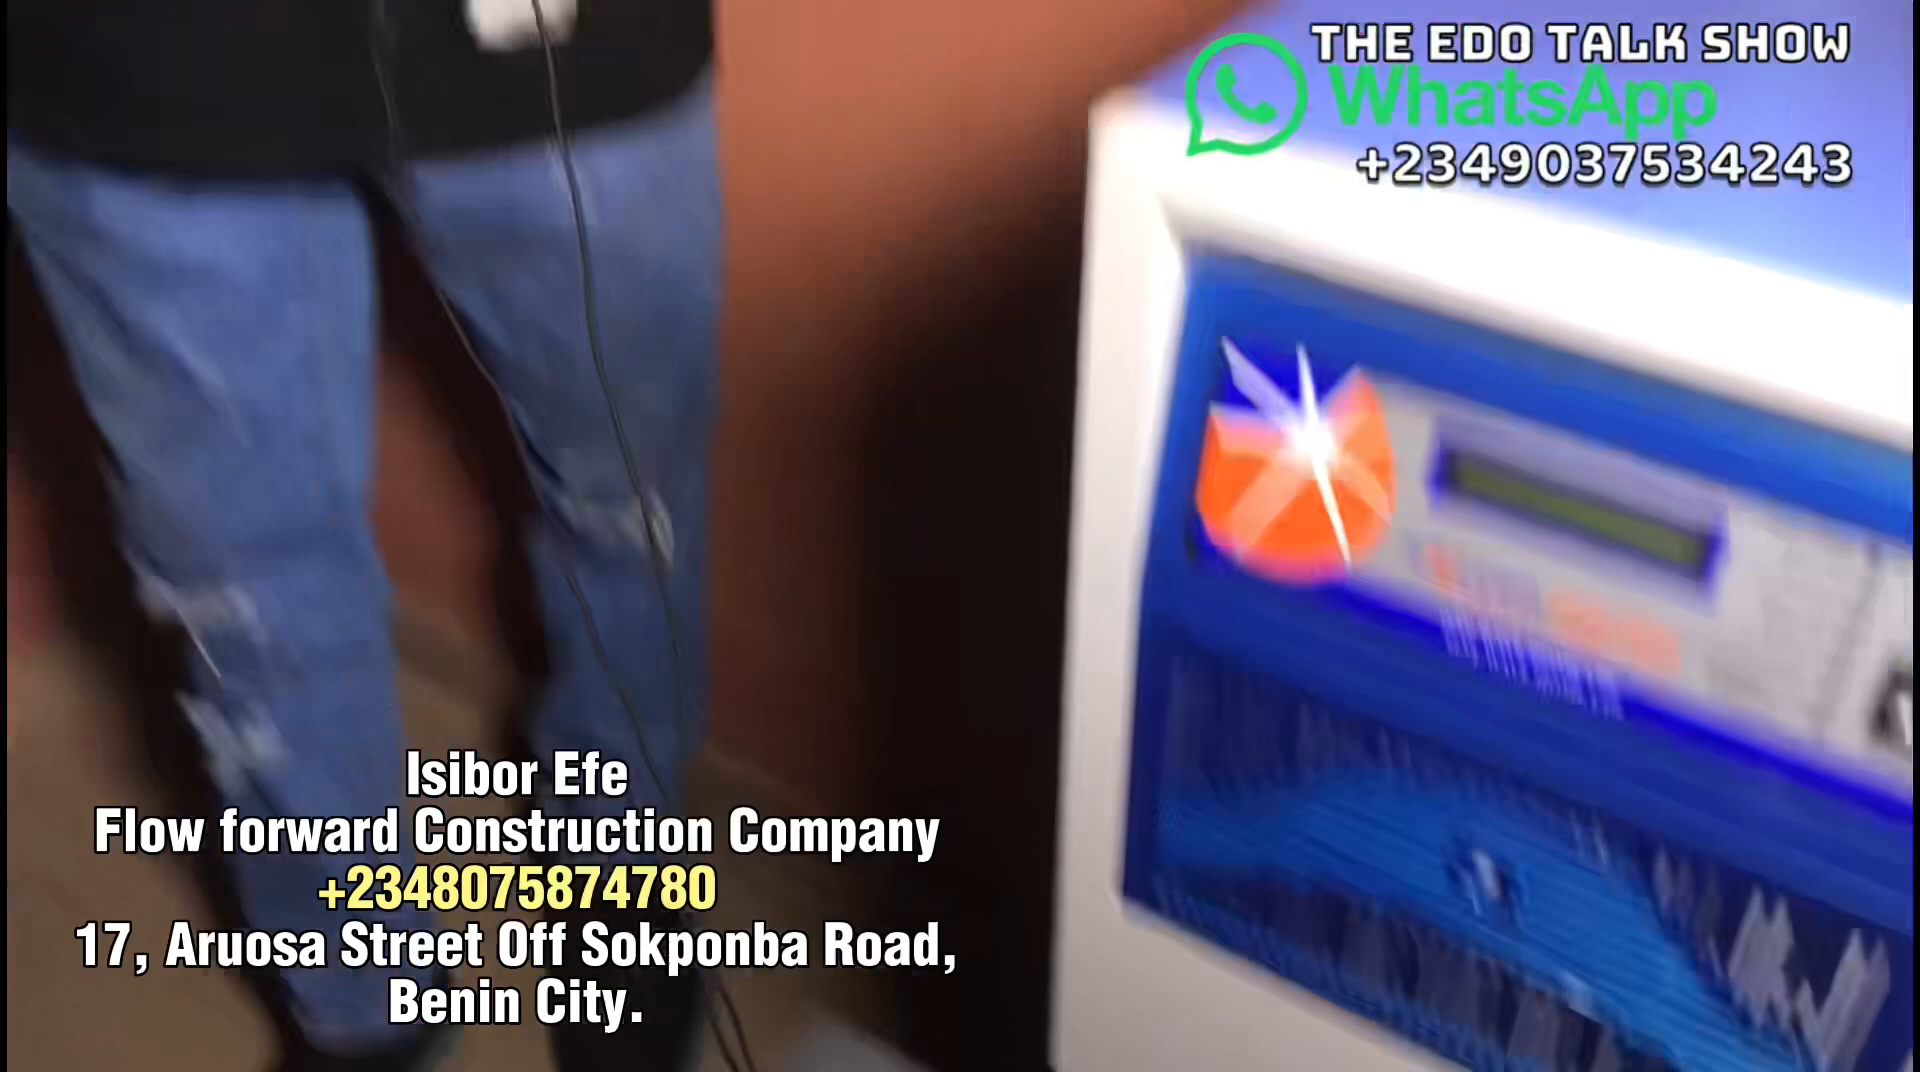 THE EDO TALK SHOW
WhatsApp
+2349037534243
Isibor Efe
Flow forward Construction Company
+2348075874780
17, Aruosa Street Off Sokponba Road,
Benin City.